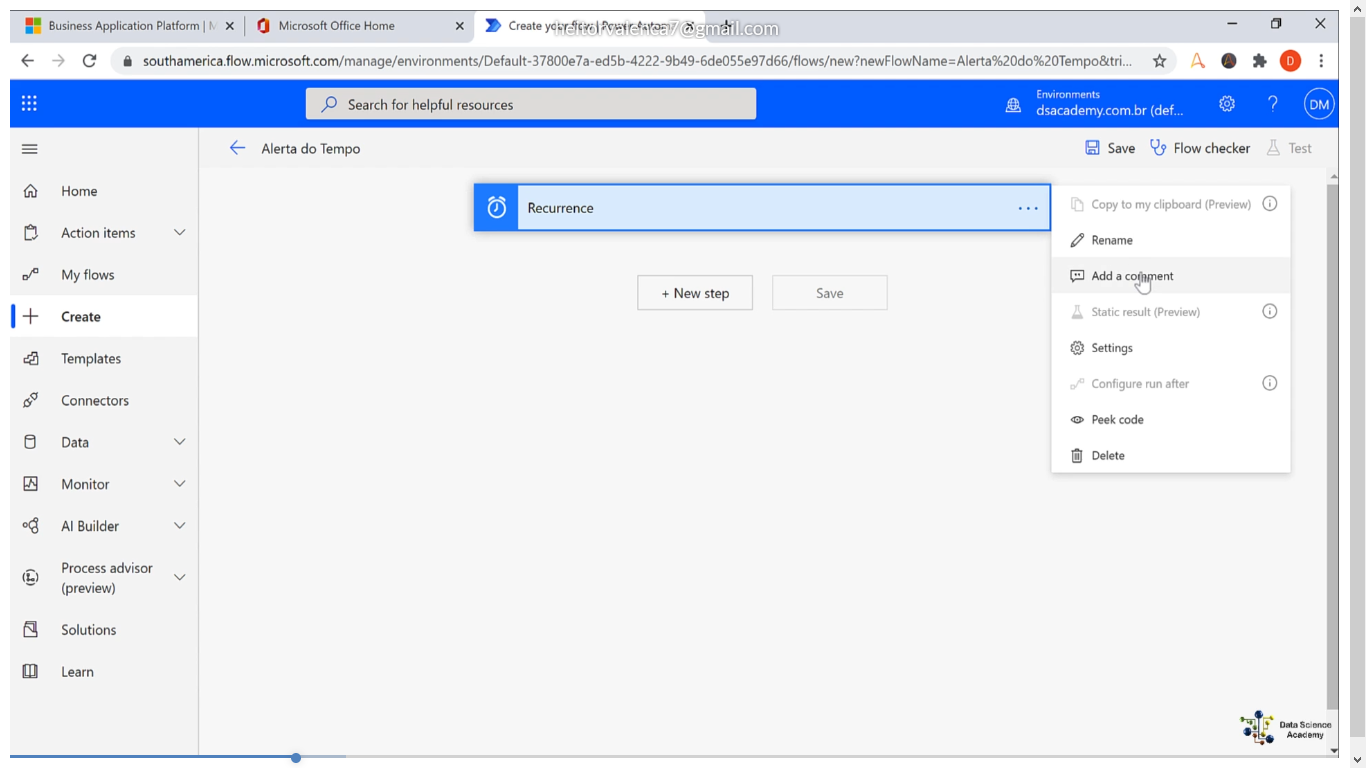 Business Application Platform | M
Microsoft Office Home
Create your flow | Power Autom
heitorvalenca7@gmail.com
southamerica.flow.microsoft.com/manage/environments/Default-37800e7a-ed5b-4222-9b49-6de055e97d66/flows/new?newFlowName=Alerta%20do%20Tempo&tri...
D
Search for helpful resources
Environments
dsacademy.com.br (def...
?
DM
Alerta do Tempo
Save
Flow checker
Test
Home
Action items
My flows
Create
Templates
Connectors
Data
Monitor
AI Builder
Process advisor
(preview)
Solutions
Learn
Recurrence
+ New step
Save
Copy to my clipboard (Preview)
Rename
Add a comment
Static result (Preview)
Settings
Configure run after
Peek code
Delete
Data Science
Academy